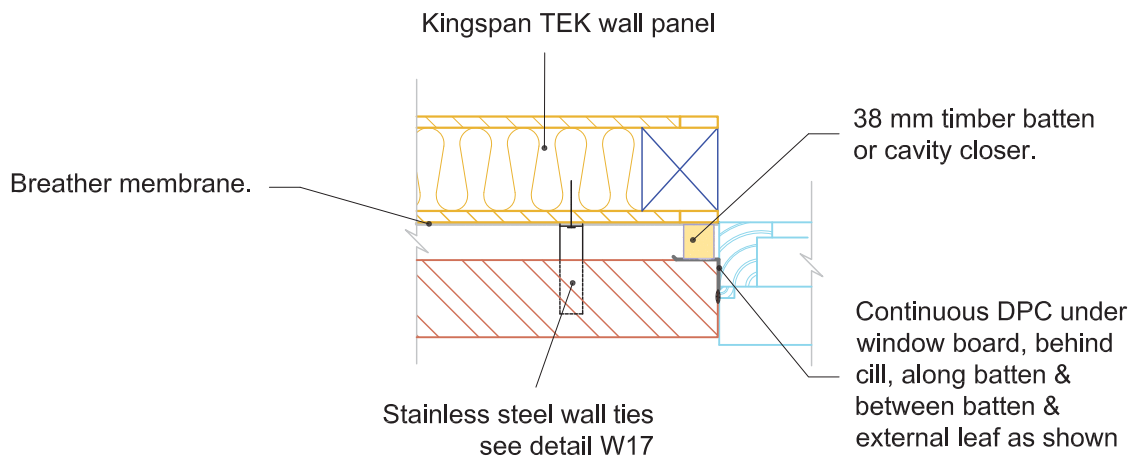 Kingspan TEK wall panel
38 mm timber batten
or cavity closer.
Breather membrane.
Continuous DPC under
window board, behind
cill, along batten &
between batten &
external leaf as shown
Stainless steel wall ties
see detail W17